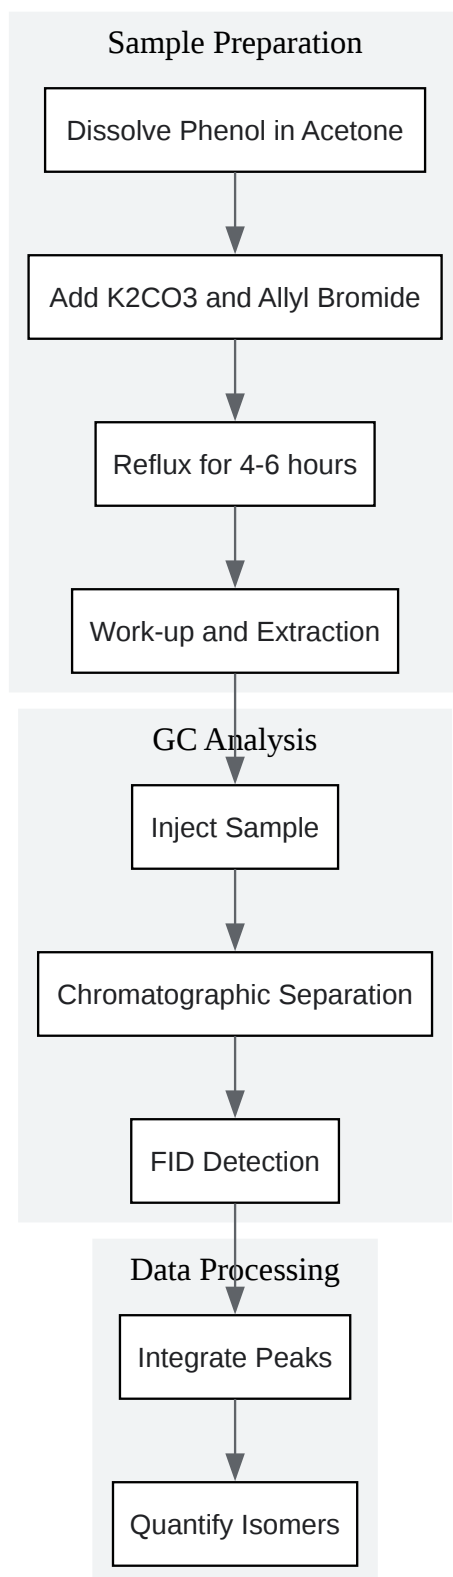 Sample Preparation
Dissolve Phenol in Acetone
Add K2CO3 and Allyl Bromide
Reflux for 4-6 hours
Work-up and Extraction
GC Analysis
Inject Sample
Chromatographic Separation
FID Detection
Data Processing
Integrate Peaks
Quantify Isomers